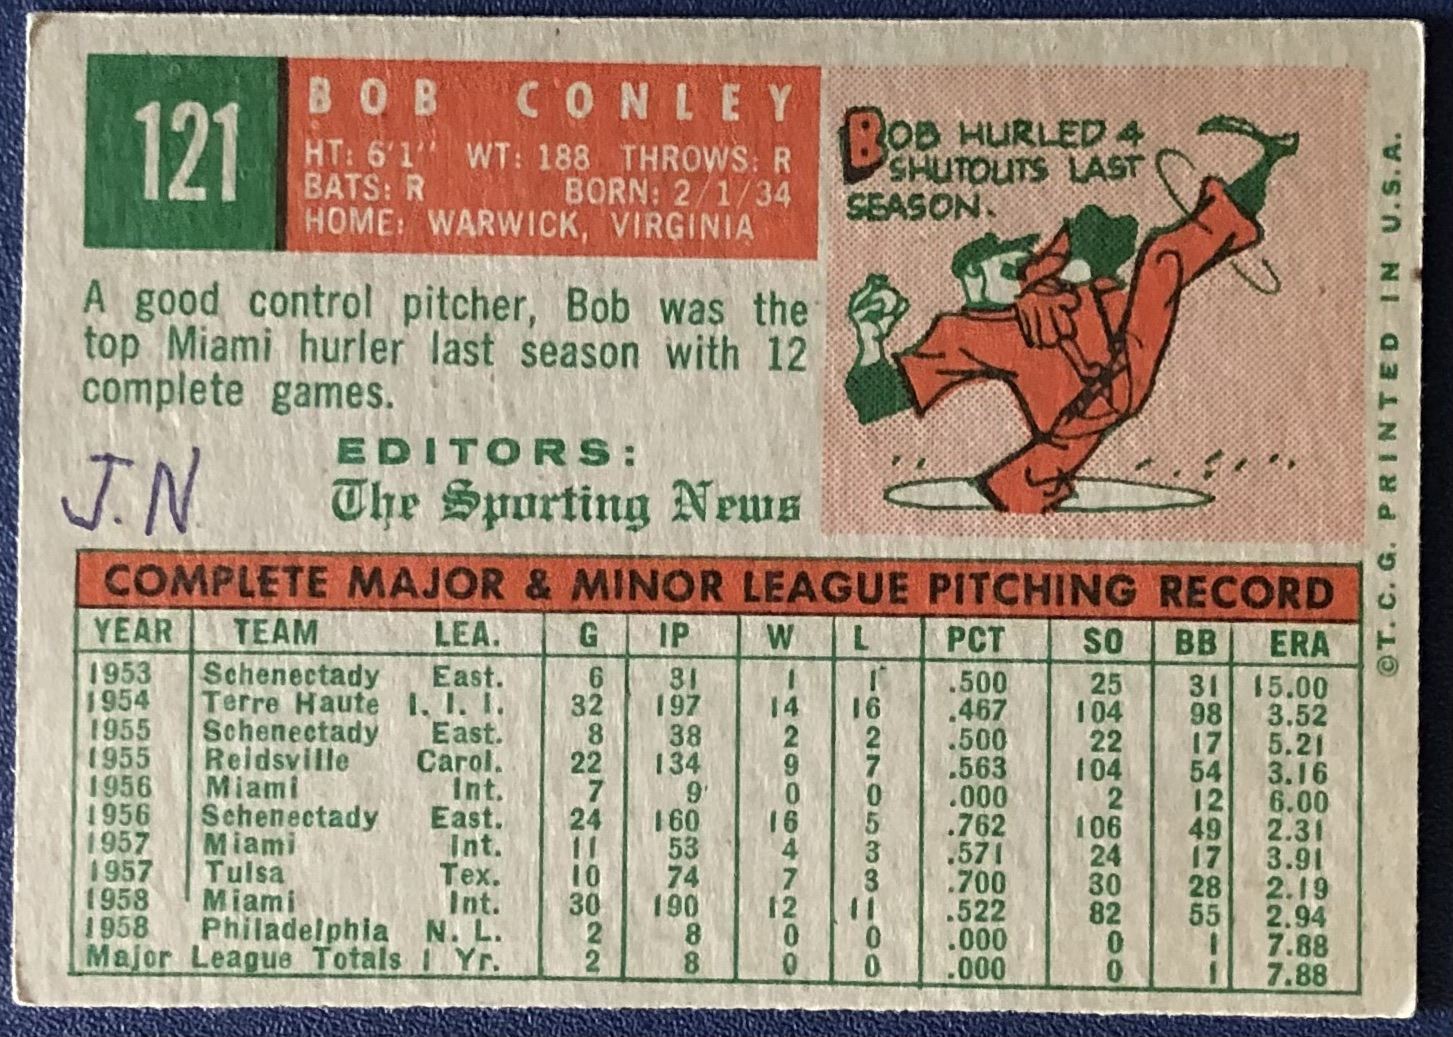 121
BOB CONLEY
HT: 6'1" WT: 188 THROWS: R
BATS: R BORN: 2/1/34
HOME: WARWICK, VIRGINIA
BOB HURLED 4
SHUTOUTS LAST
SEASON.
A good control pitcher, Bob was the
top Miami hurler last season with 12
complete games.
J.N.
EDITORS:
The Sporting News
COMPLETE MAJOR & MINOR LEAGUE PITCHING RECORD
YEAR TEAM LEA. G IP W L PCT SO BB ERA
1953 Schenectady East. 6 31 1 1 .500 25 31 15.00
1954 Terre Haute I. I. I. 32 197 14 16 .467 104 98 3.52
1955 Schenectady East. 8 38 2 2 .500 22 17 5.21
1955 Reidsville Carol. 22 134 9 7 .563 104 54 3.16
1956 Miami Int. 7 9 0 0 .000 2 12 6.00
1956 Schenectady East. 24 160 16 5 .762 106 49 2.31
1957 Miami Int. 11 53 4 3 .571 24 17 3.91
1957 Tulsa Tex. 10 74 7 3 .700 30 28 2.19
1958 Miami Int. 30 190 12 11 .522 82 55 2.94
1958 Philadelphia N. L. 2 8 0 0 .000 0 1 7.88
Major League Totals 1 Yr. 2 8 0 0 .000 0 1 7.88
©T.C.G. PRINTED IN U.S.A.